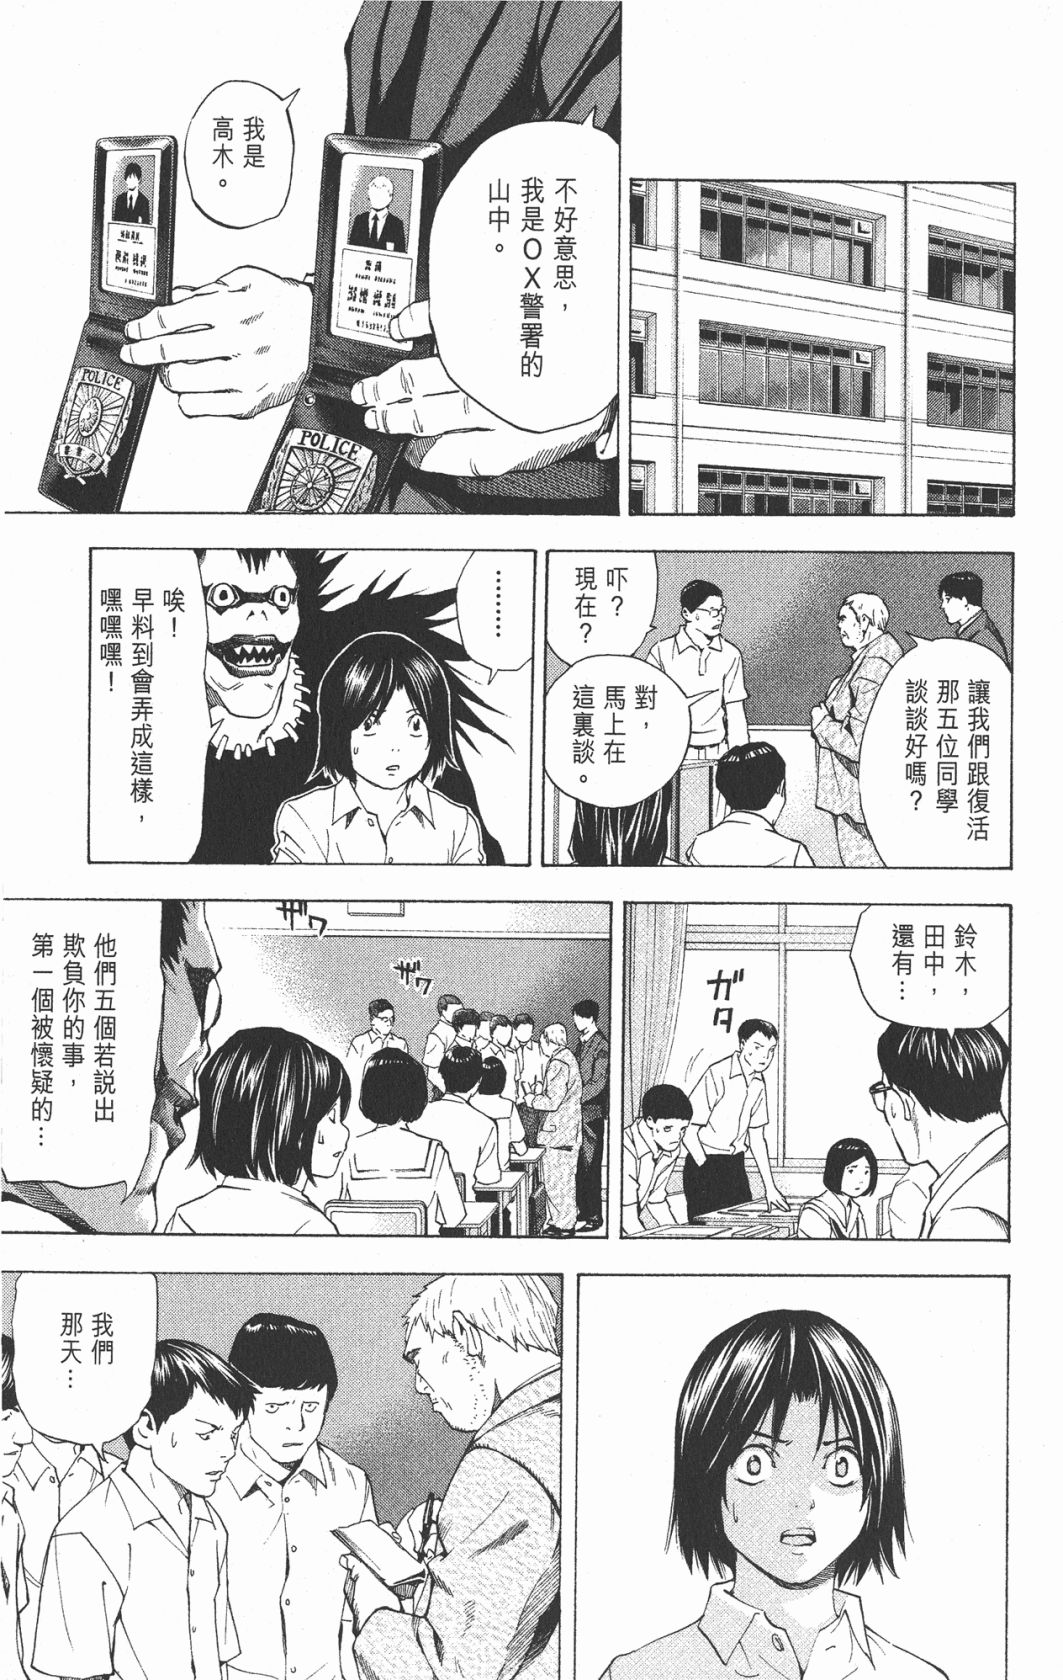 不好意思，
我是OX警署的
山中。
我是
高木。
POLICE
POLICE
讓我們跟復活
那五位同學
談談好嗎？
吓？
現在？
對，
馬上在
這裏談。
………
唉！
早料到會弄成這樣，
嘿嘿嘿！
鈴木，
田中，
還有…
ガタ
ザワ
ザワ
他們五個若説出
欺負你的事，
第一個被懷疑的…
我們
那天…